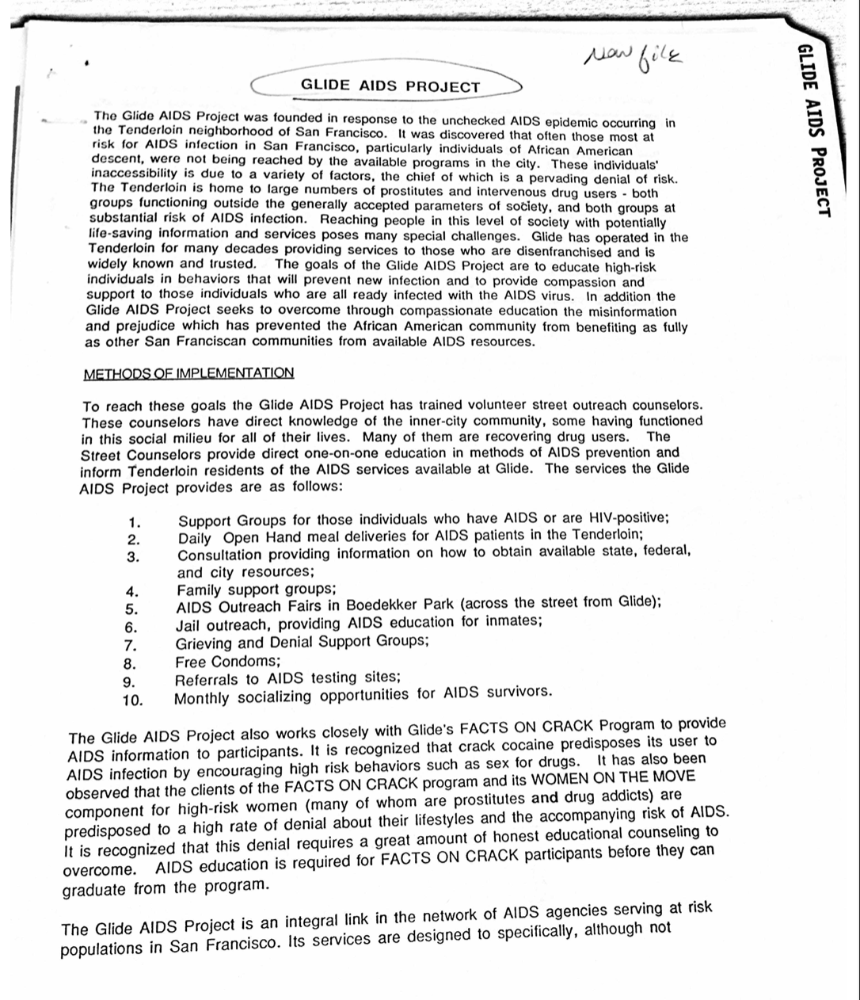 New file
GLIDE AIDS PROJECT
GLIDE AIDS PROJECT
The Glide AIDS Project was founded in response to the unchecked AIDS epidemic occurring in
the Tenderloin neighborhood of San Francisco. It was discovered that often those most at
risk for AIDS infection in San Francisco, particularly individuals of African American
descent, were not being reached by the available programs in the city. These individuals'
inaccessibility is due to a variety of factors, the chief of which is a pervading denial of risk.
The Tenderloin is home to large numbers of prostitutes and intervenous drug users - both
groups functioning outside the generally accepted parameters of society, and both groups at
substantial risk of AIDS infection. Reaching people in this level of society with potentially
life-saving information and services poses many special challenges. Glide has operated in the
Tenderloin for many decades providing services to those who are disenfranchised and is
widely known and trusted. The goals of the Glide AIDS Project are to educate high-risk
individuals in behaviors that will prevent new infection and to provide compassion and
support to those individuals who are all ready infected with the AIDS virus. In addition the
Glide AIDS Project seeks to overcome through compassionate education the misinformation
and prejudice which has prevented the African American community from benefiting as fully
as other San Franciscan communities from available AIDS resources.
METHODS OF IMPLEMENTATION
To reach these goals the Glide AIDS Project has trained volunteer street outreach counselors.
These counselors have direct knowledge of the inner-city community, some having functioned
in this social milieu for all of their lives. Many of them are recovering drug users. The
Street Counselors provide direct one-on-one education in methods of AIDS prevention and
inform Tenderloin residents of the AIDS services available at Glide. The services the Glide
AIDS Project provides are as follows:
1. Support Groups for those individuals who have AIDS or are HIV-positive;
2. Daily Open Hand meal deliveries for AIDS patients in the Tenderloin;
3. Consultation providing information on how to obtain available state, federal,
and city resources;
4. Family support groups;
5. AIDS Outreach Fairs in Boedekker Park (across the street from Glide);
6. Jail outreach, providing AIDS education for inmates;
7. Grieving and Denial Support Groups;
8. Free Condoms;
9. Referrals to AIDS testing sites;
10. Monthly socializing opportunities for AIDS survivors.
The Glide AIDS Project also works closely with Glide's FACTS ON CRACK Program to provide
AIDS information to participants. It is recognized that crack cocaine predisposes its user to
AIDS infection by encouraging high risk behaviors such as sex for drugs. It has also been
observed that the clients of the FACTS ON CRACK program and its WOMEN ON THE MOVE
component for high-risk women (many of whom are prostitutes and drug addicts) are
predisposed to a high rate of denial about their lifestyles and the accompanying risk of AIDS.
It is recognized that this denial requires a great amount of honest educational counseling to
overcome. AIDS education is required for FACTS ON CRACK participants before they can
graduate from the program.
The Glide AIDS Project is an integral link in the network of AIDS agencies serving at risk
populations in San Francisco. Its services are designed to specifically, although not